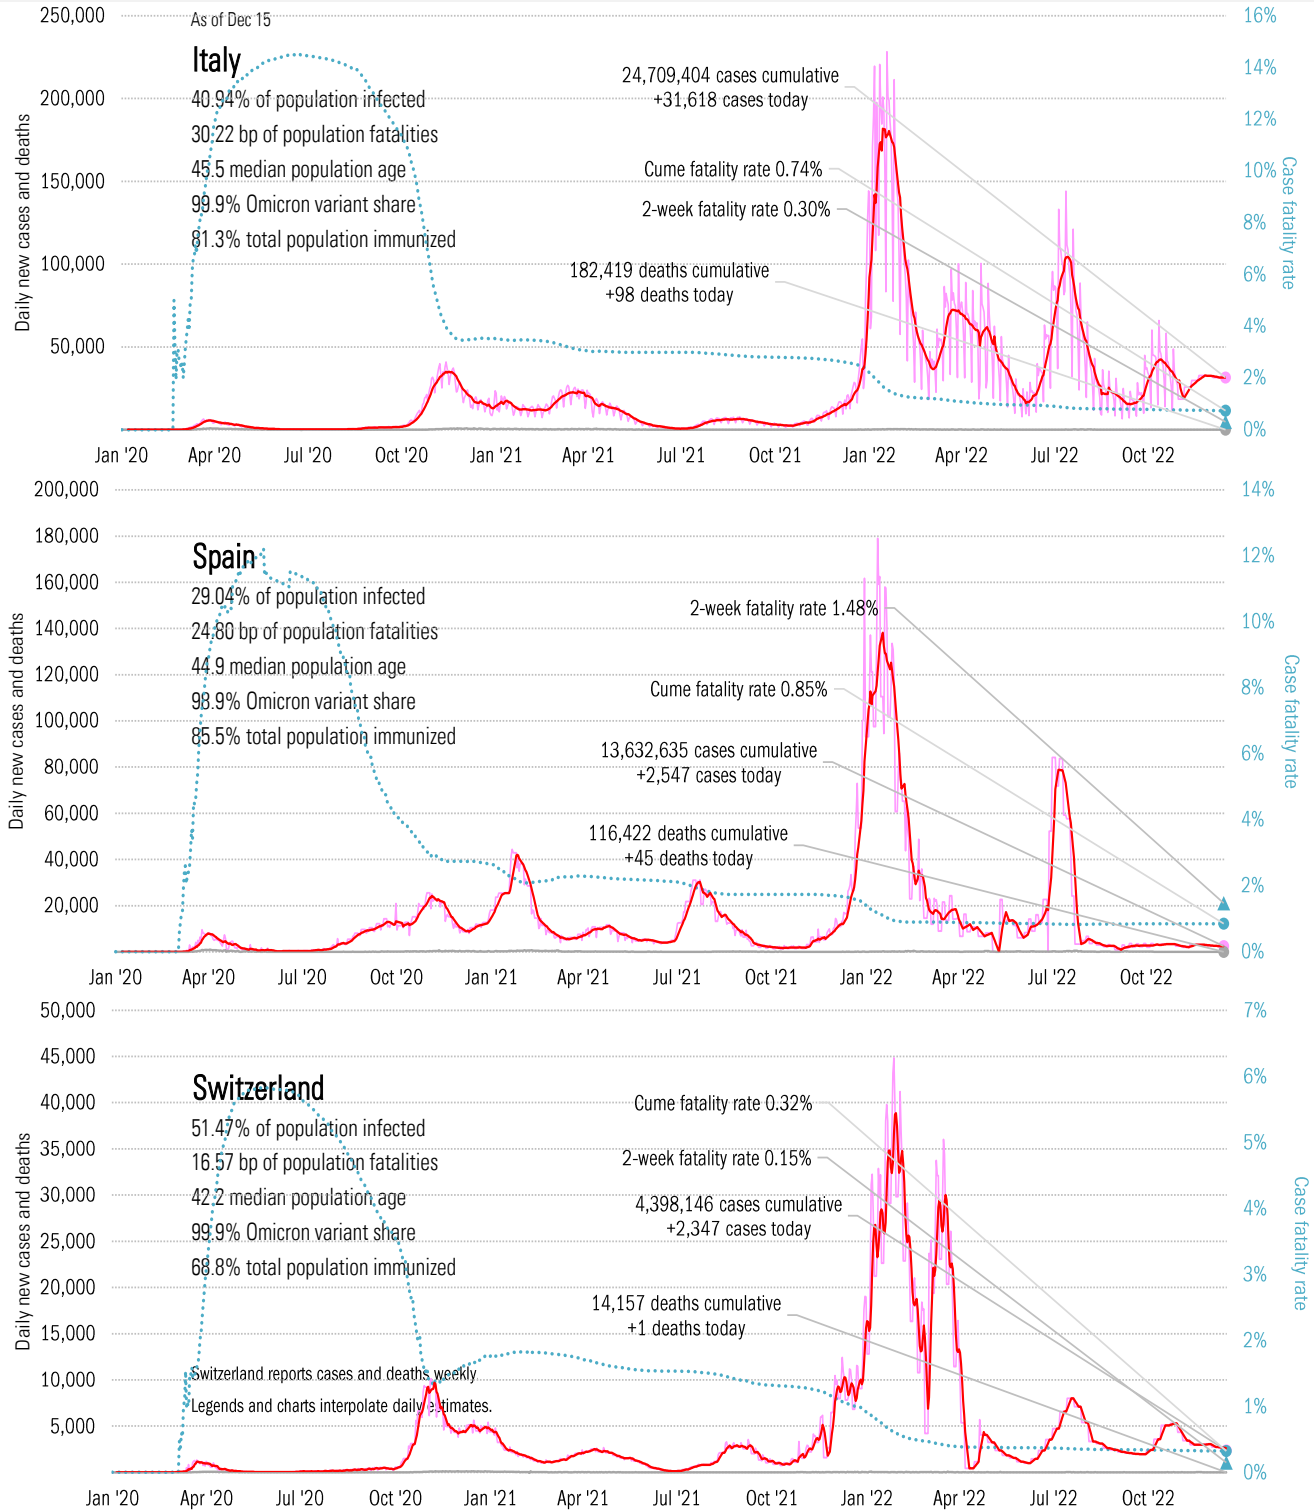 250,000
As of Dec 15
16%
Italy
14%
24,709,404 cases cumulative
+31,618 cases today
200,000
40.94% of population infected
12%
30.22 bp of population fatalities
Cume fatality rate 0.74%
150,000
45.5 median population age
10%
2-week fatality rate 0.30%
99.9% Omicron variant share
8%
81.3% total population immunized
100,000
182,419 deaths cumulative
+98 deaths today
6%
50,000
4%
2%
0%
Daily new cases and deaths
Case fatality rate
Jan '20 Apr '20 Jul '20 Oct '20 Jan '21 Apr '21 Jul '21 Oct '21 Jan '22 Apr '22 Jul '22 Oct '22
200,000
14%
180,000
Spain
12%
160,000
29.04% of population infected
2-week fatality rate 1.48%
140,000
24.80 bp of population fatalities
10%
44.9 median population age
120,000
98.9% Omicron variant share
Cume fatality rate 0.85%
8%
100,000
85.5% total population immunized
13,632,635 cases cumulative
+2,547 cases today
80,000
6%
60,000
116,422 deaths cumulative
+45 deaths today
4%
40,000
20,000
2%
0%
Daily new cases and deaths
Case fatality rate
Jan '20 Apr '20 Jul '20 Oct '20 Jan '21 Apr '21 Jul '21 Oct '21 Jan '22 Apr '22 Jul '22 Oct '22
50,000
7%
45,000
Switzerland
6%
40,000
Cume fatality rate 0.32%
51.47% of population infected
35,000
5%
16.57 bp of population fatalities
2-week fatality rate 0.15%
42.2 median population age
30,000
4,398,146 cases cumulative
+2,347 cases today
4%
99.9% Omicron variant share
25,000
68.8% total population immunized
3%
20,000
14,157 deaths cumulative
+1 deaths today
15,000
2%
Switzerland reports cases and deaths weekly
10,000
Legends and charts interpolate daily estimates.
1%
5,000
0%
Daily new cases and deaths
Case fatality rate
Jan '20 Apr '20 Jul '20 Oct '20 Jan '21 Apr '21 Jul '21 Oct '21 Jan '22 Apr '22 Jul '22 Oct '22